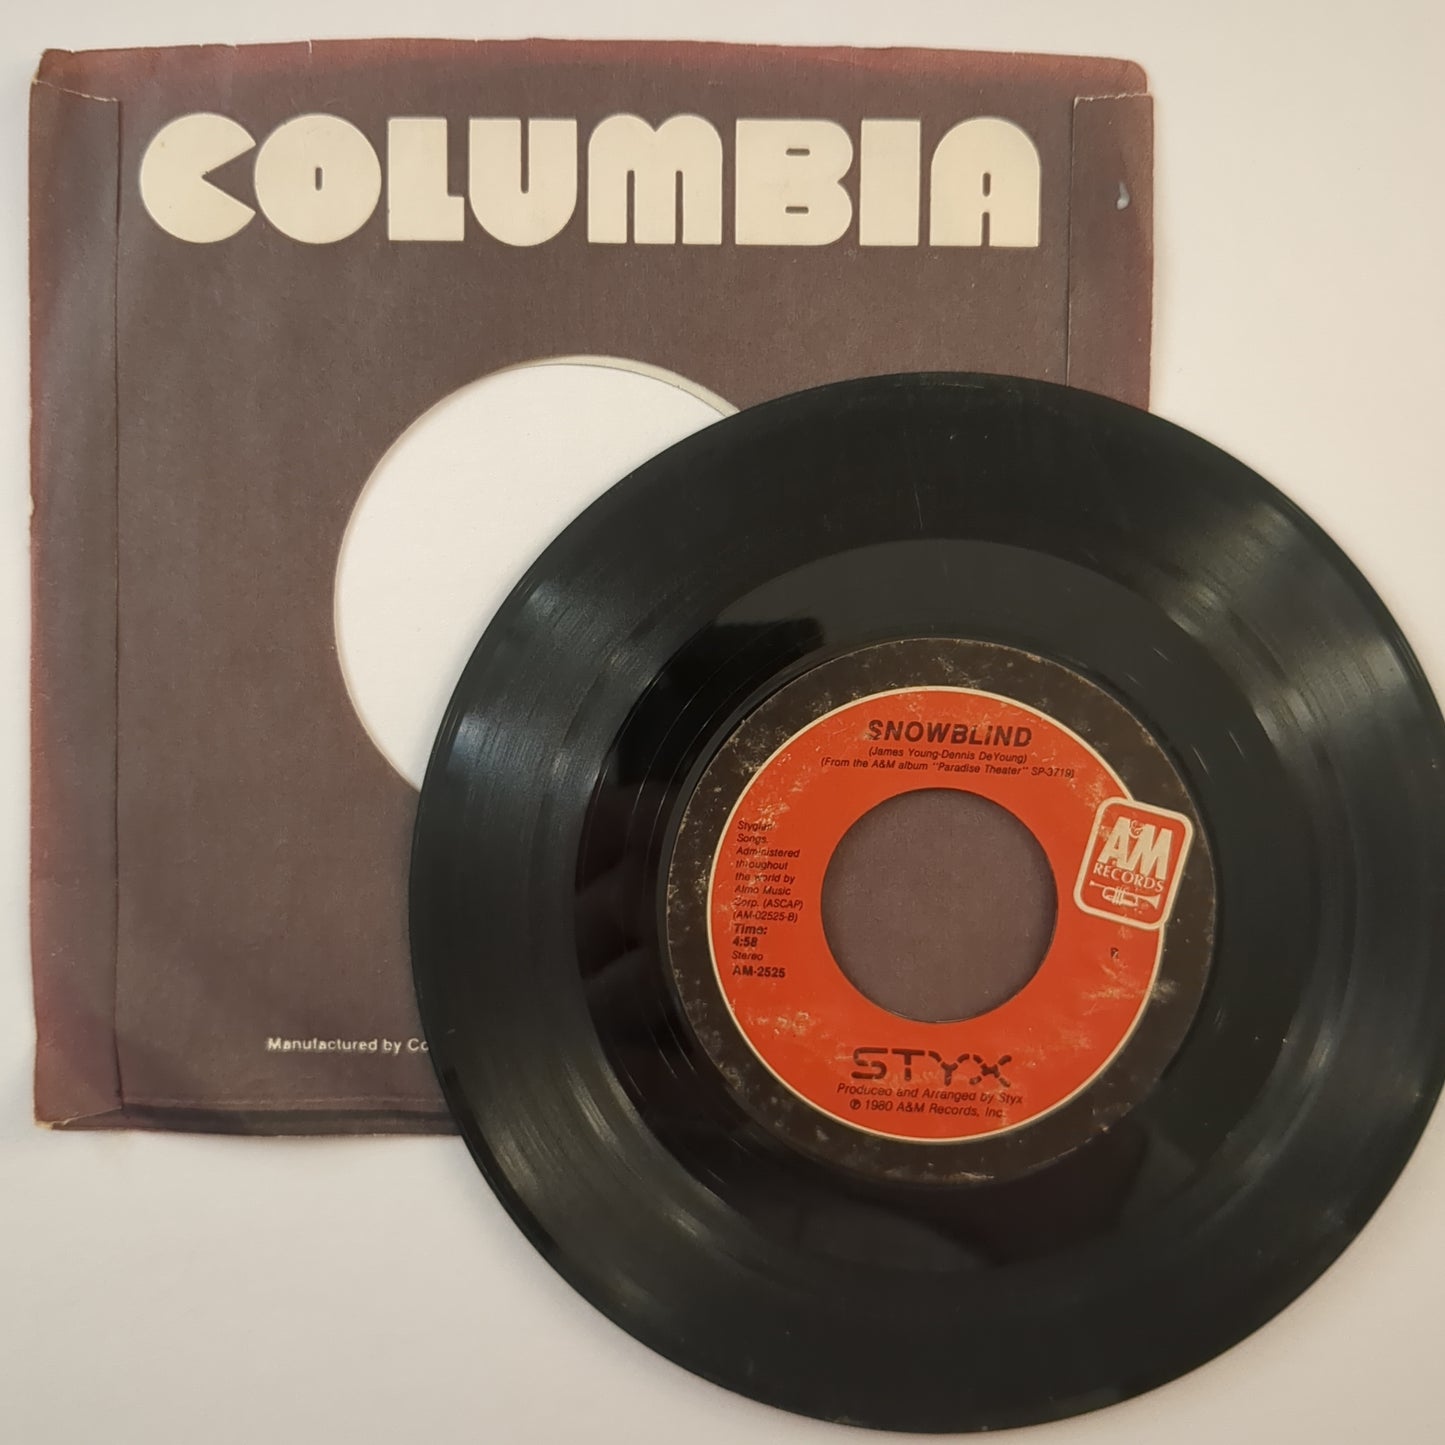 COLUMBIA
Manufactured by Co
SNOWBLIND
(James Young-Dennis DeYoung)
(From the A&M album "Paradise Theater" SP-3719)
Stygian
Songs.
Administered
throughout
the world by
Almo Music
Corp. (ASCAP)
(AM-02525-B)
Time:
4:58
Stereo
AM-2525
A&M
RECORDS
STYX
Produced and Arranged by Styx
℗ 1980 A&M Records, Inc.